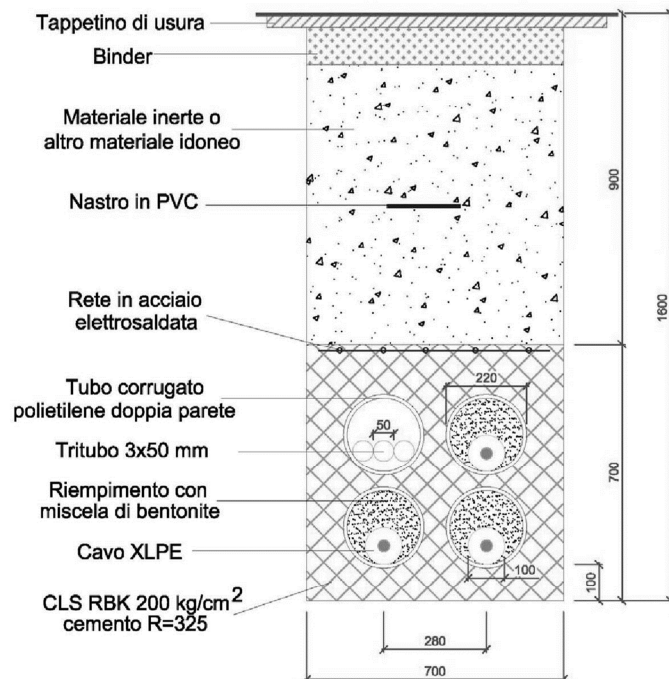 Tappetino di usura
Binder
Materiale inerte o
altro materiale idoneo
Nastro in PVC
Rete in acciaio
elettrosaldata
Tubo corrugato
polietilene doppia parete
Tritubo 3x50 mm
Riempimento con
miscela di bentonite
Cavo XLPE
CLS RBK 200 kg/cm²
cemento R=325
900
1600
220
50
700
100
100
280
700